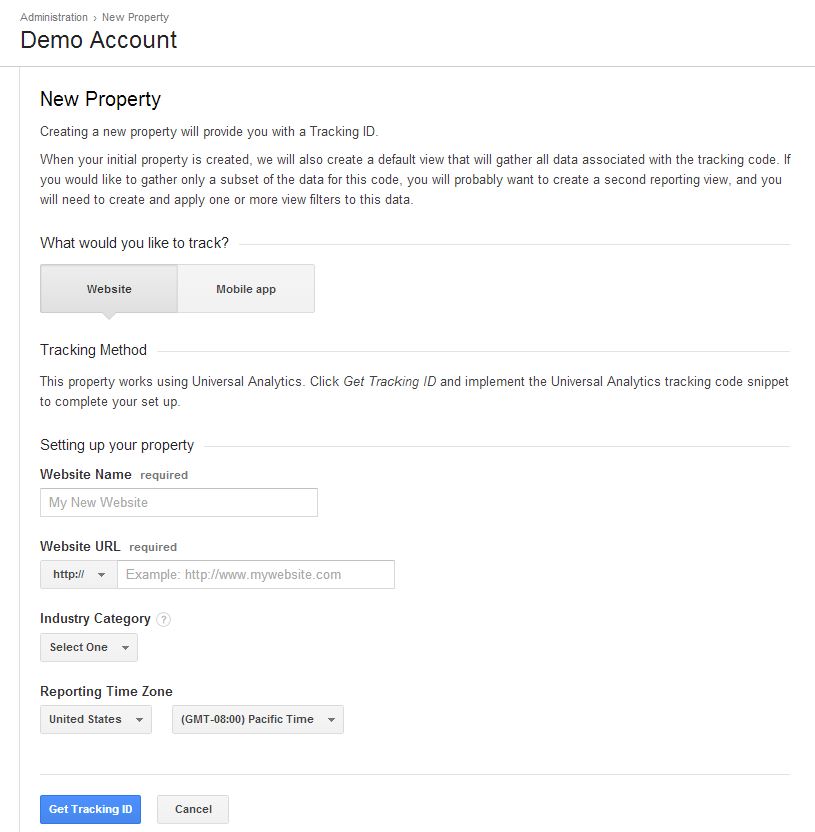 Administration › New Property
Demo Account
New Property
Creating a new property will provide you with a Tracking ID.
When your initial property is created, we will also create a default view that will gather all data associated with the tracking code. If
you would like to gather only a subset of the data for this code, you will probably want to create a second reporting view, and you
will need to create and apply one or more view filters to this data.
What would you like to track?
Website Mobile app
Tracking Method
This property works using Universal Analytics. Click Get Tracking ID and implement the Universal Analytics tracking code snippet
to complete your set up.
Setting up your property
Website Name required
My New Website
Website URL required
http:// Example: http://www.mywebsite.com
Industry Category ?
Select One
Reporting Time Zone
United States (GMT-08:00) Pacific Time
Get Tracking ID Cancel